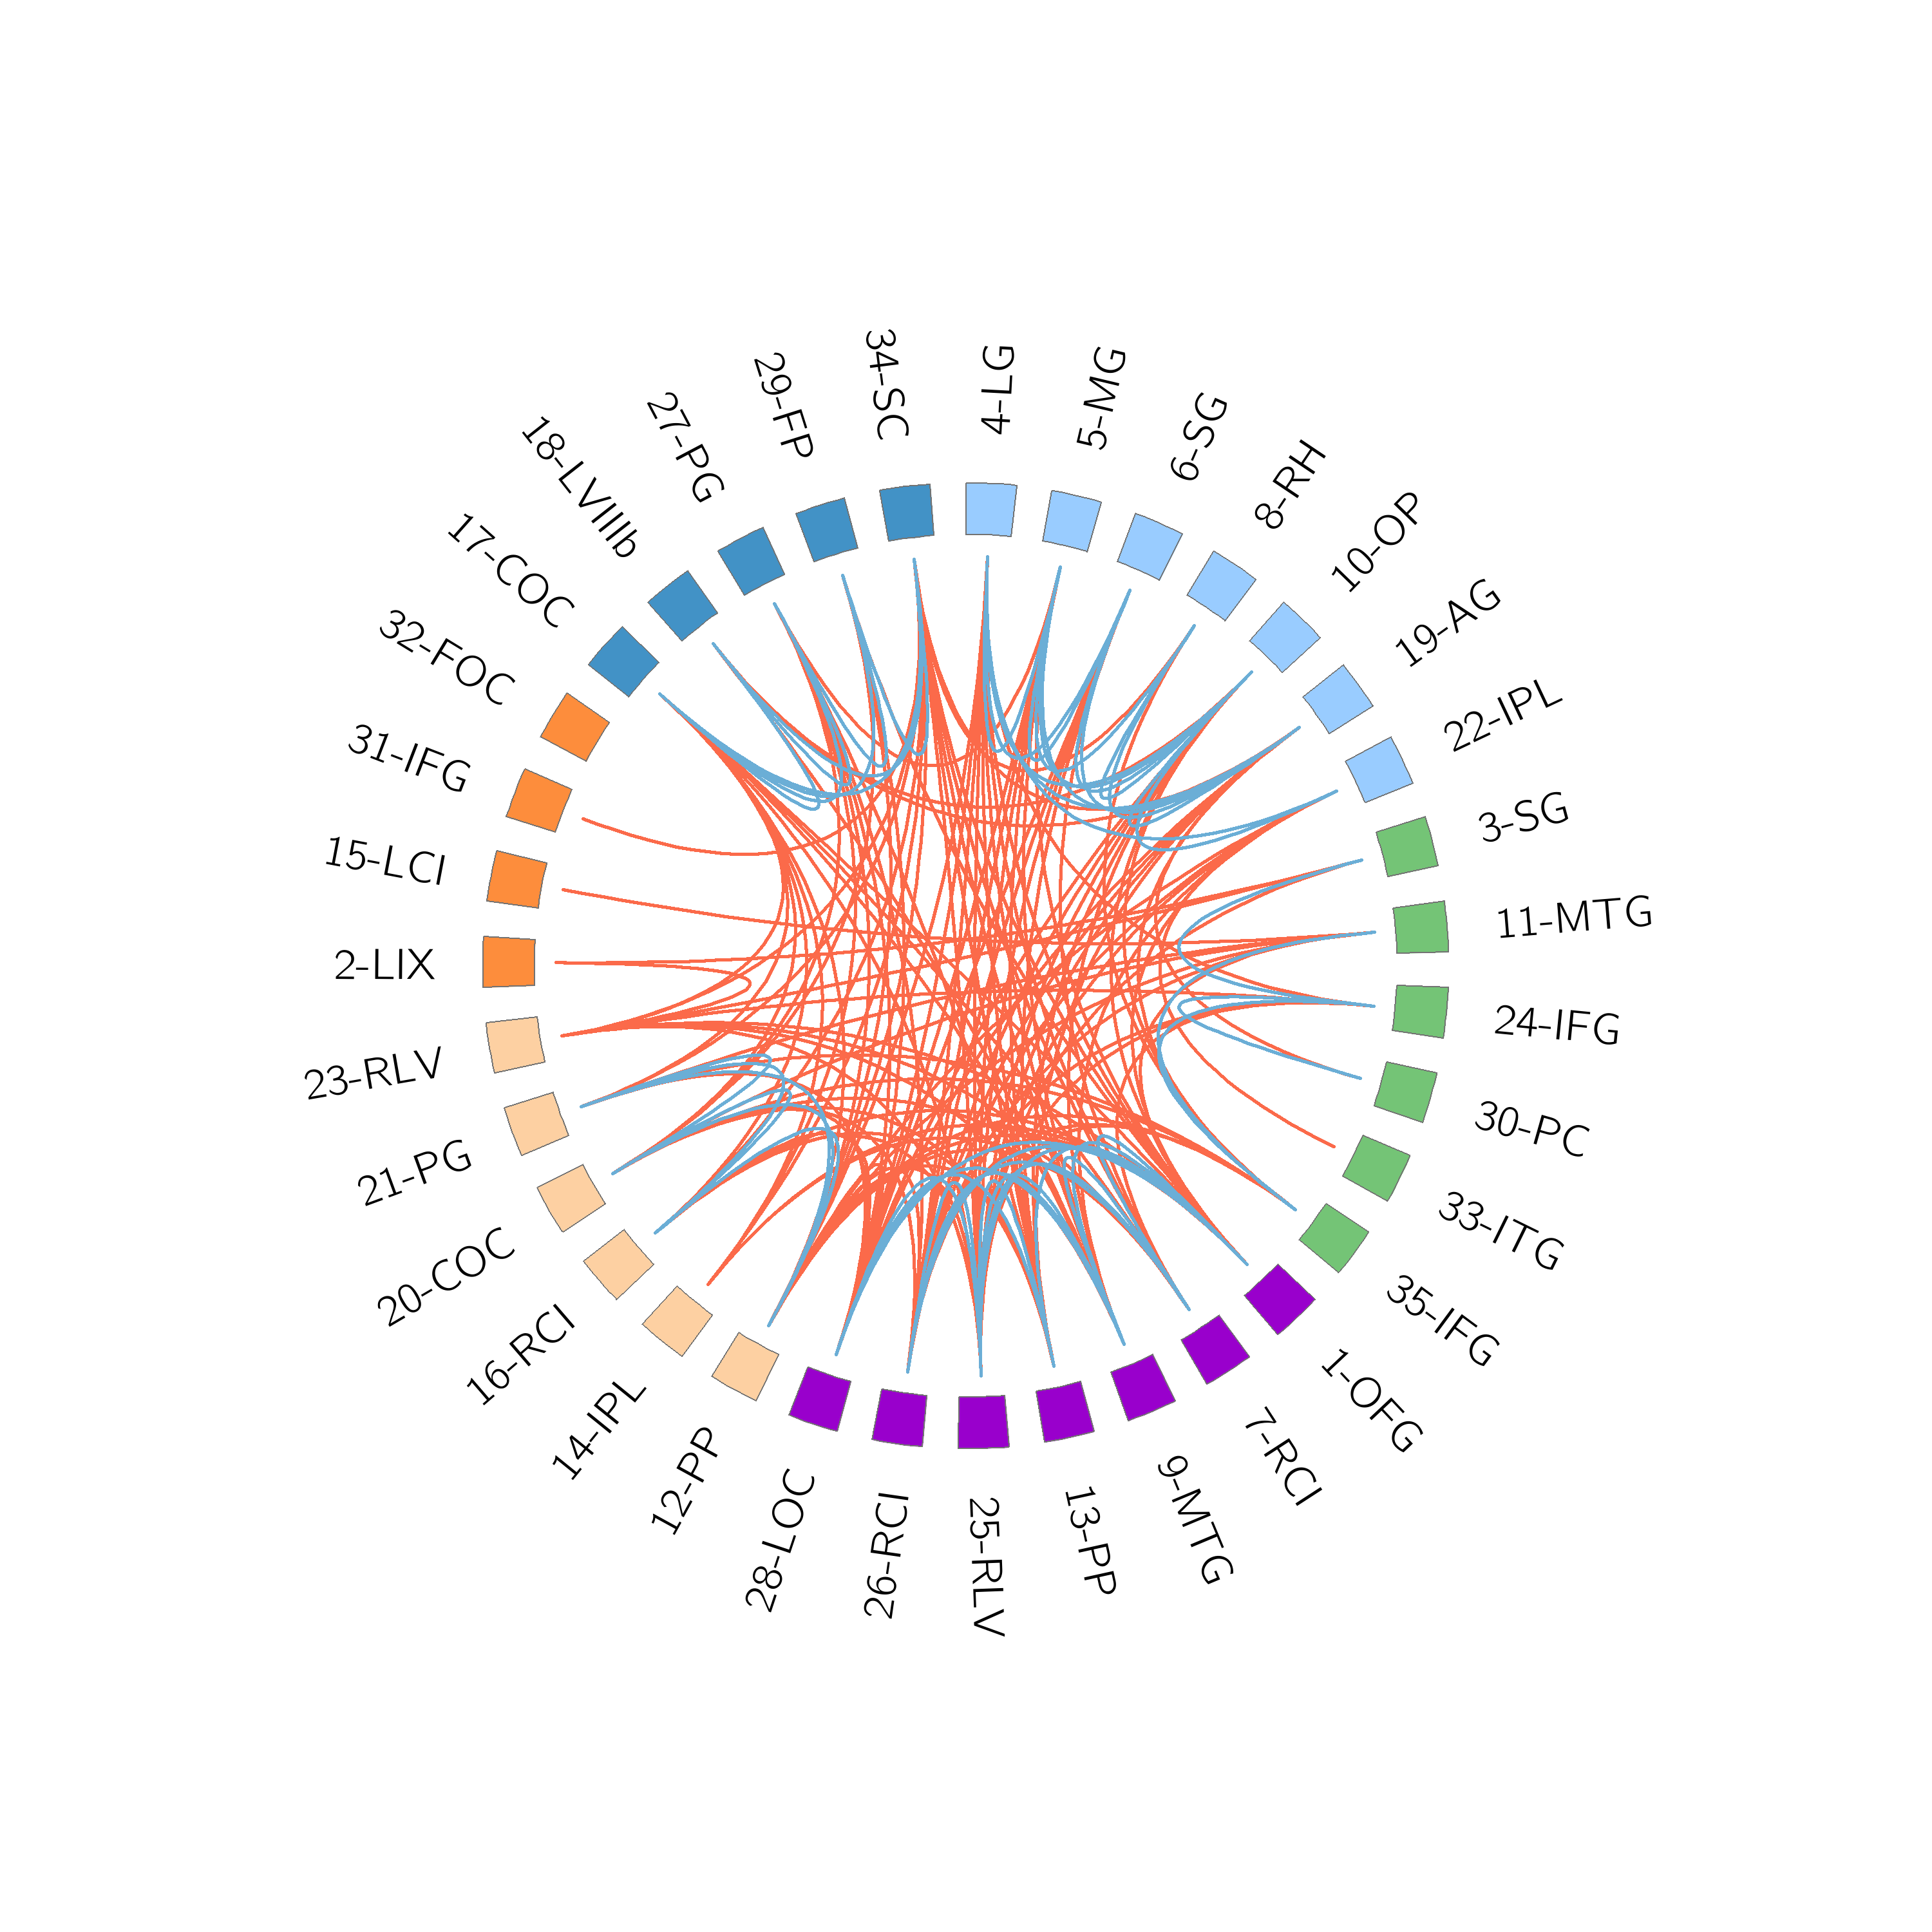 4-LG
5-MG
6-SG
8-RH
10-OP
19-AG
22-IPL
3-SG
11-MTG
24-IFG
30-PC
33-ITG
35-IFG
1-OFG
7-RCI
9-MTG
13-PP
25-RLV
26-RCI
28-LOC
12-PP
14-IPL
16-RCI
20-COC
21-PG
23-RLV
2-LIX
15-LCI
31-IFG
32-FOC
17-COC
18-LVIIIb
27-PG
29-FP
34-SC